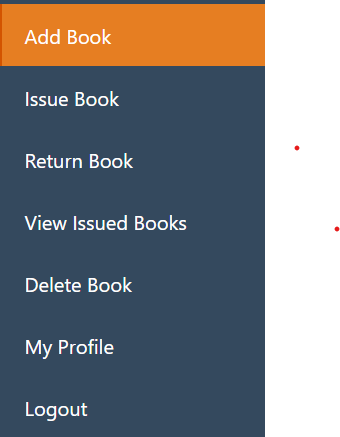 Add Book
Issue Book
Return Book
View Issued Books
Delete Book
My Profile
Logout